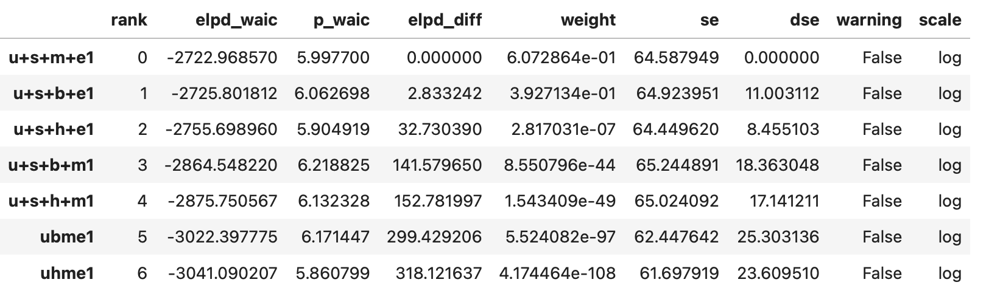 rank elpd_waic p_waic elpd_diff weight se dse warning scale
u+s+m+e1 0 -2722.968570 5.997700 0.000000 6.072864e-01 64.587949 0.000000 False log
u+s+b+e1 1 -2725.801812 6.062698 2.833242 3.927134e-01 64.923951 11.003112 False log
u+s+h+e1 2 -2755.698960 5.904919 32.730390 2.817031e-07 64.449620 8.455103 False log
u+s+b+m1 3 -2864.548220 6.218825 141.579650 8.550796e-44 65.244891 18.363048 False log
u+s+h+m1 4 -2875.750567 6.132328 152.781997 1.543409e-49 65.024092 17.141211 False log
ubme1 5 -3022.397775 6.171447 299.429206 5.524082e-97 62.447642 25.303136 False log
uhme1 6 -3041.090207 5.860799 318.121637 4.174464e-108 61.697919 23.609510 False log